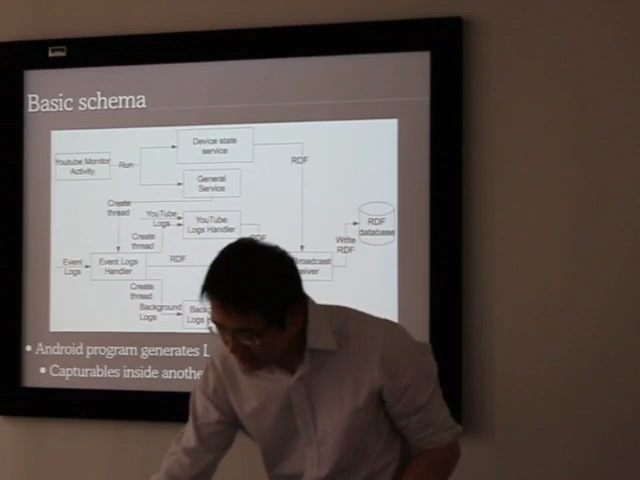 Basic schema
Device state
service
Youtube Monitor
Activity
Run
RDF
General
Service
Create
thread
YouTube
Logs
YouTube
Logs Handler
RDF
database
Create
thread
Write
RDF
Event
Logs
Event Logs
Handler
RDF
Create
thread
Background
Logs
• Android program generates
• Capturables inside